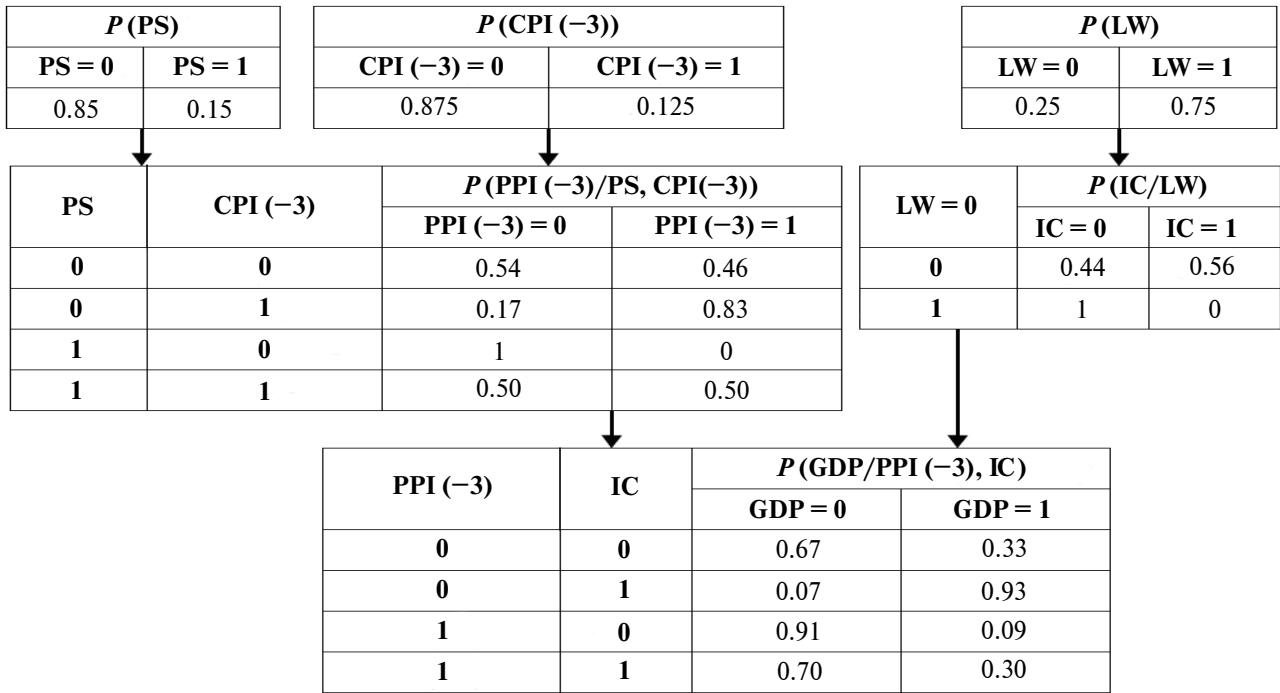 P (PS)
PS = 0 PS = 1
0.85 0.15
P (CPI (−3))
CPI (−3) = 0 CPI (−3) = 1
0.875 0.125
P (LW)
LW = 0 LW = 1
0.25 0.75
PS CPI (−3) P (PPI (−3)/PS, CPI(−3))
PPI (−3) = 0 PPI (−3) = 1
0 0 0.54 0.46
0 1 0.17 0.83
1 0 1 0
1 1 0.50 0.50
LW = 0 P (IC/LW)
IC = 0 IC = 1
0 0.44 0.56
1 1 0
PPI (−3) IC P (GDP/PPI (−3), IC)
GDP = 0 GDP = 1
0 0 0.67 0.33
0 1 0.07 0.93
1 0 0.91 0.09
1 1 0.70 0.30